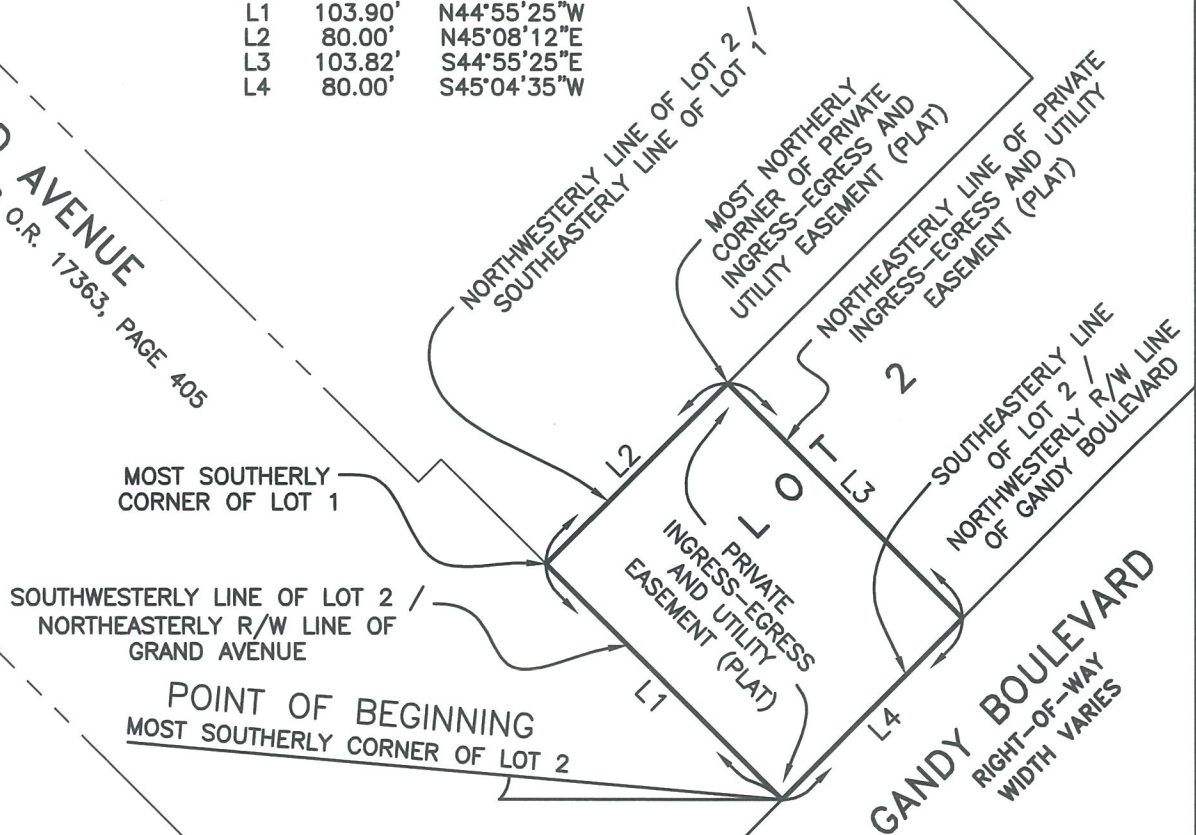 L1 103.90' N44°55'25"W
L2 80.00' N45°08'12"E
L3 103.82' S44°55'25"E
L4 80.00' S45°04'35"W
AVENUE
O.R. 17363, PAGE 405
NORTHWESTERLY LINE OF LOT 2 /
SOUTHEASTERLY LINE OF LOT 1
MOST NORTHERLY
CORNER OF PRIVATE
INGRESS-EGRESS AND
UTILITY EASEMENT (PLAT)
NORTHEASTERLY LINE OF PRIVATE
INGRESS-EGRESS AND UTILITY
EASEMENT (PLAT)
SOUTHEASTERLY LINE
OF LOT 2 /
NORTHWESTERLY R/W LINE
OF GANDY BOULEVARD
MOST SOUTHERLY
CORNER OF LOT 1
L2
L3
LOT 2
PRIVATE
INGRESS-EGRESS
AND UTILITY
EASEMENT (PLAT)
SOUTHWESTERLY LINE OF LOT 2 /
NORTHEASTERLY R/W LINE OF
GRAND AVENUE
L1
L4
POINT OF BEGINNING
MOST SOUTHERLY CORNER OF LOT 2
GANDY BOULEVARD
RIGHT-OF-WAY
WIDTH VARIES